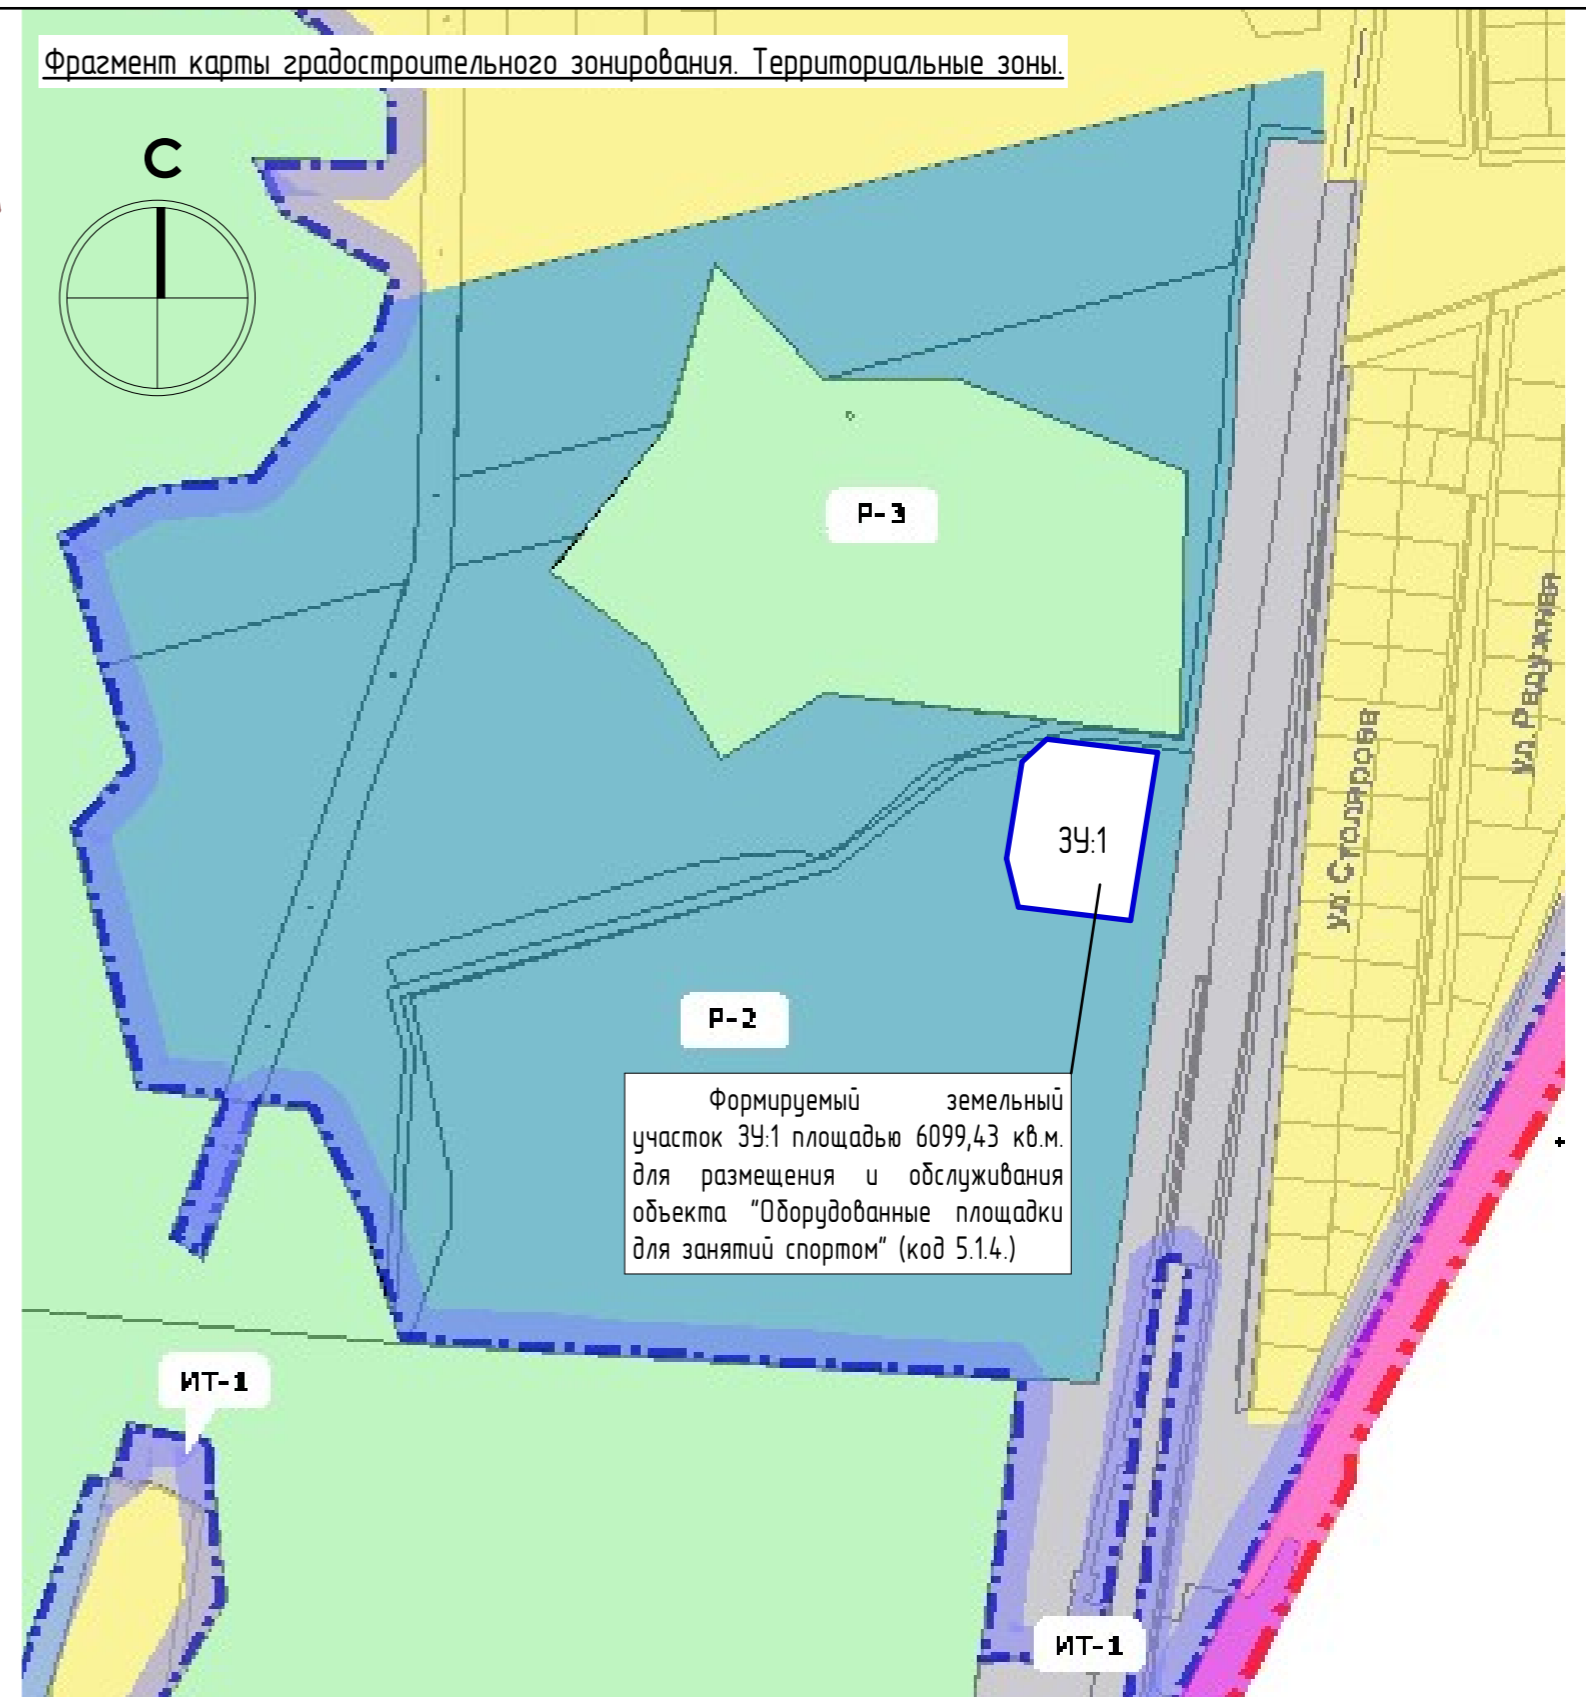 Фрагмент карты градостроительного зонирования. Территориальные зоны.
С
Р-3
ул. Радужная
ул. Столярова
ЗУ:1
Р-2
Формируемый земельный
участок ЗУ:1 площадью 6099,43 кв.м.
для размещения и обслуживания
объекта "Оборудованные площадки
для занятий спортом" (код 5.1.4.)
ИТ-1
ИТ-1